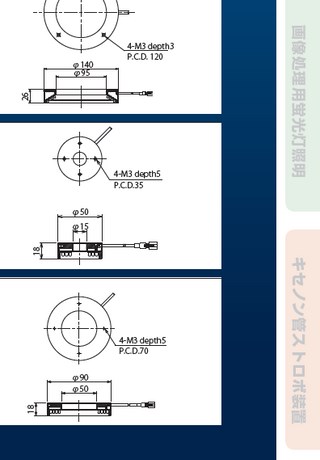 4-M3 depth3
P.C.D. 120
φ140
φ95
26
4-M3 depth5
P.C.D.35
φ50
φ15
18
4-M3 depth5
P.C.D.70
φ90
φ50
18
画像処理用蛍光灯照明
キセノン管ストロボ装置